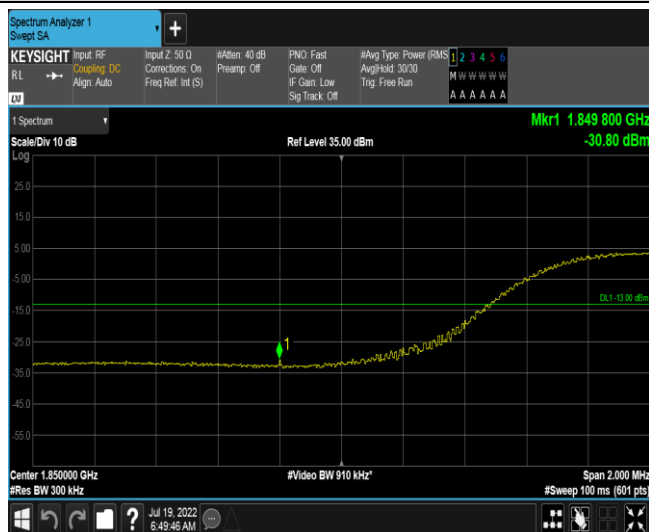 Spectrum Analyzer 1
Swept SA
+
KEYSIGHT
RL
LXI
Input: RF
Coupling: DC
Align: Auto
Input Z: 50 Ω
Corrections: On
Freq Ref: Int (S)
#Atten: 40 dB
Preamp: Off
PNO: Fast
Gate: Off
IF Gain: Low
Sig Track: Off
#Avg Type: Power (RMS
Avg|Hold: 30/30
Trig: Free Run
1 2 3 4 5 6
M W W W W W
A A A A A A
1 Spectrum
Mkr1 1.849 800 GHz
-30.80 dBm
Scale/Div 10 dB
Ref Level 35.00 dBm
Log
25.0
15.0
5.00
-5.00
-15.0
-25.0
-35.0
-45.0
-55.0
DL1 -13.00 dBm
1
Center 1.850000 GHz
#Video BW 910 kHz*
Span 2.000 MHz
#Res BW 300 kHz
#Sweep 100 ms (601 pts)
?
Jul 19, 2022
6:49:46 AM